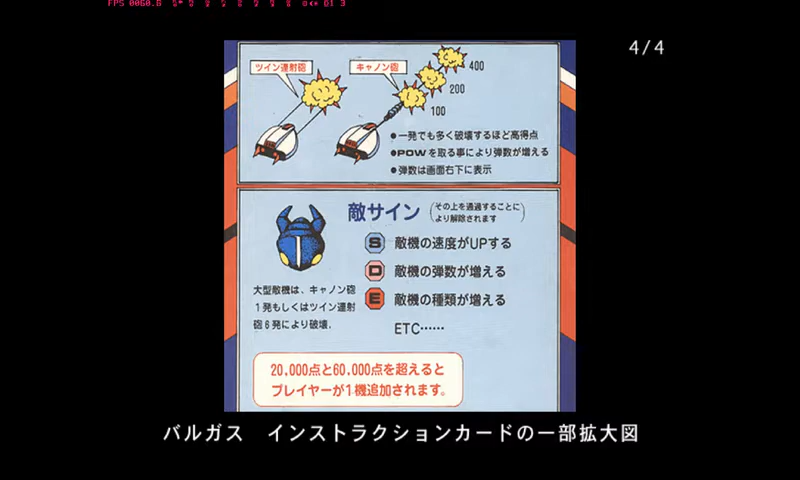 FPS 0060.6
4/4
ツイン連射砲
キャノン砲
400
200
100
●一発でも多く破壊するほど高得点
●POWを取る事により弾数が増える
●弾数は画面右下に表示
敵サイン(その上を通過することにより解除されます)
S 敵機の速度がUPする
D 敵機の弾数が増える
E 敵機の種類が増える
ETC……
大型敵機は、キャノン砲
1発もしくはツイン連射
砲6発により破壊.
20,000点と60,000点を超えると
プレイヤーが1機追加されます。
バルガス　インストラクションカードの一部拡大図